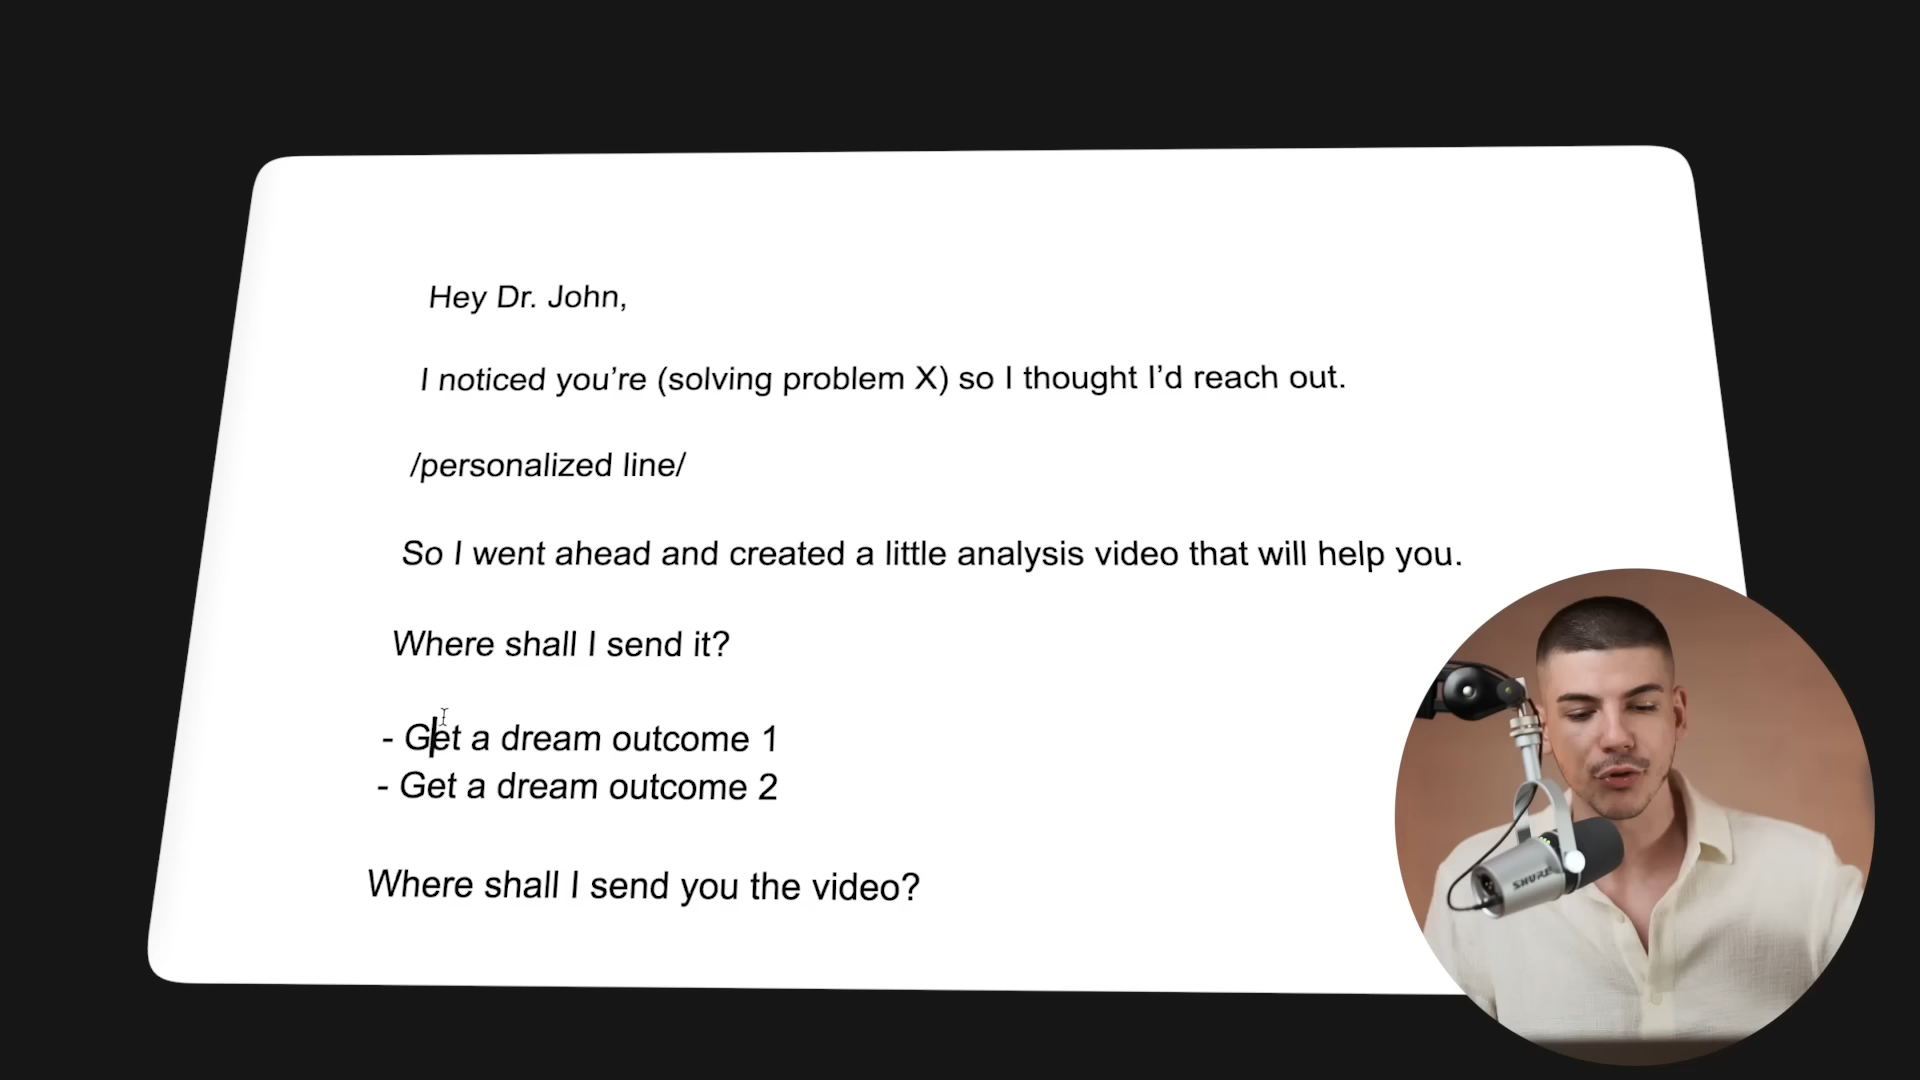 Hey Dr. John,
I noticed you’re (solving problem X) so I thought I’d reach out.
/personalized line/
So I went ahead and created a little analysis video that will help you.
Where shall I send it?
- Get a dream outcome 1
- Get a dream outcome 2
Where shall I send you the video?
SHURE